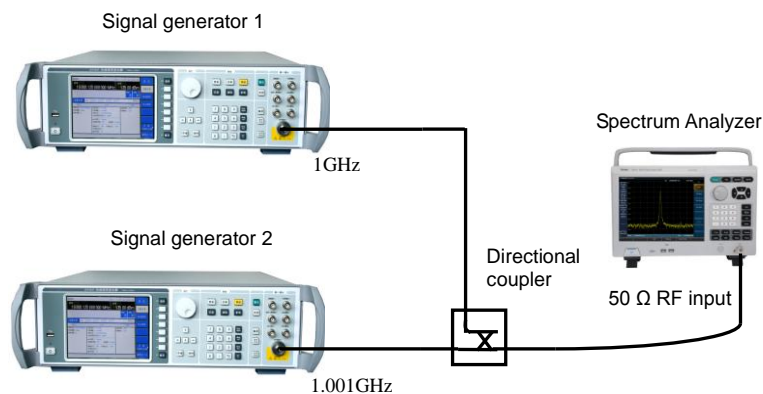 Signal generator 1
1GHz
Spectrum Analyzer
Signal generator 2
Directional
coupler
50 Ω RF input
1.001GHz